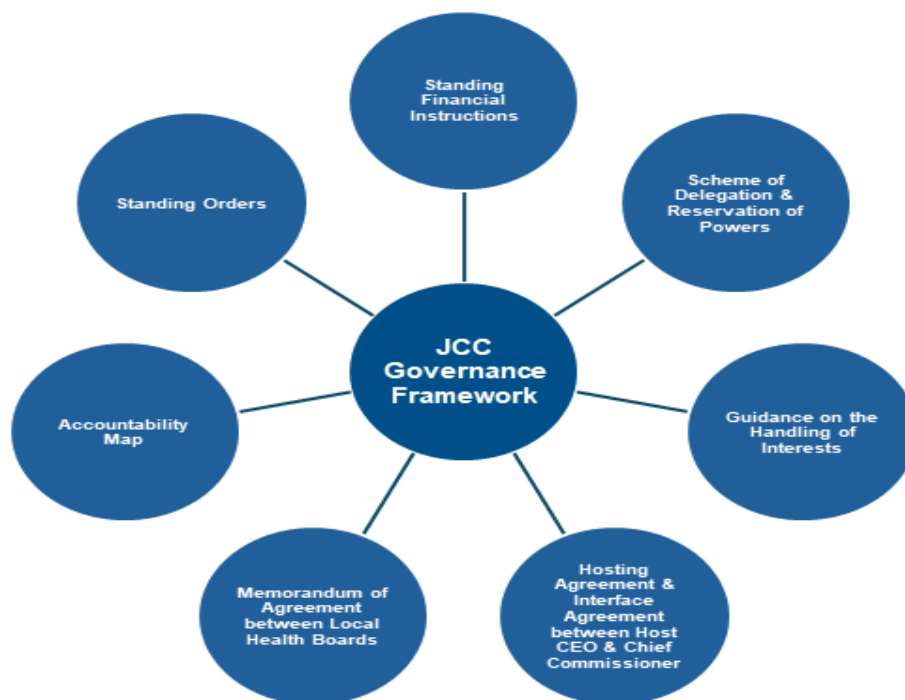 Standing
Financial
Instructions
Scheme of
Delegation &
Reservation of
Powers
Guidance on the
Handling of
Interests
Hosting
Agreement &
Interface
Agreement
between Host
CEO & Chief
Commissioner
Memorandum of
Agreement
between Local
Health Boards
Accountability
Map
Standing Orders
JCC
Governance
Framework